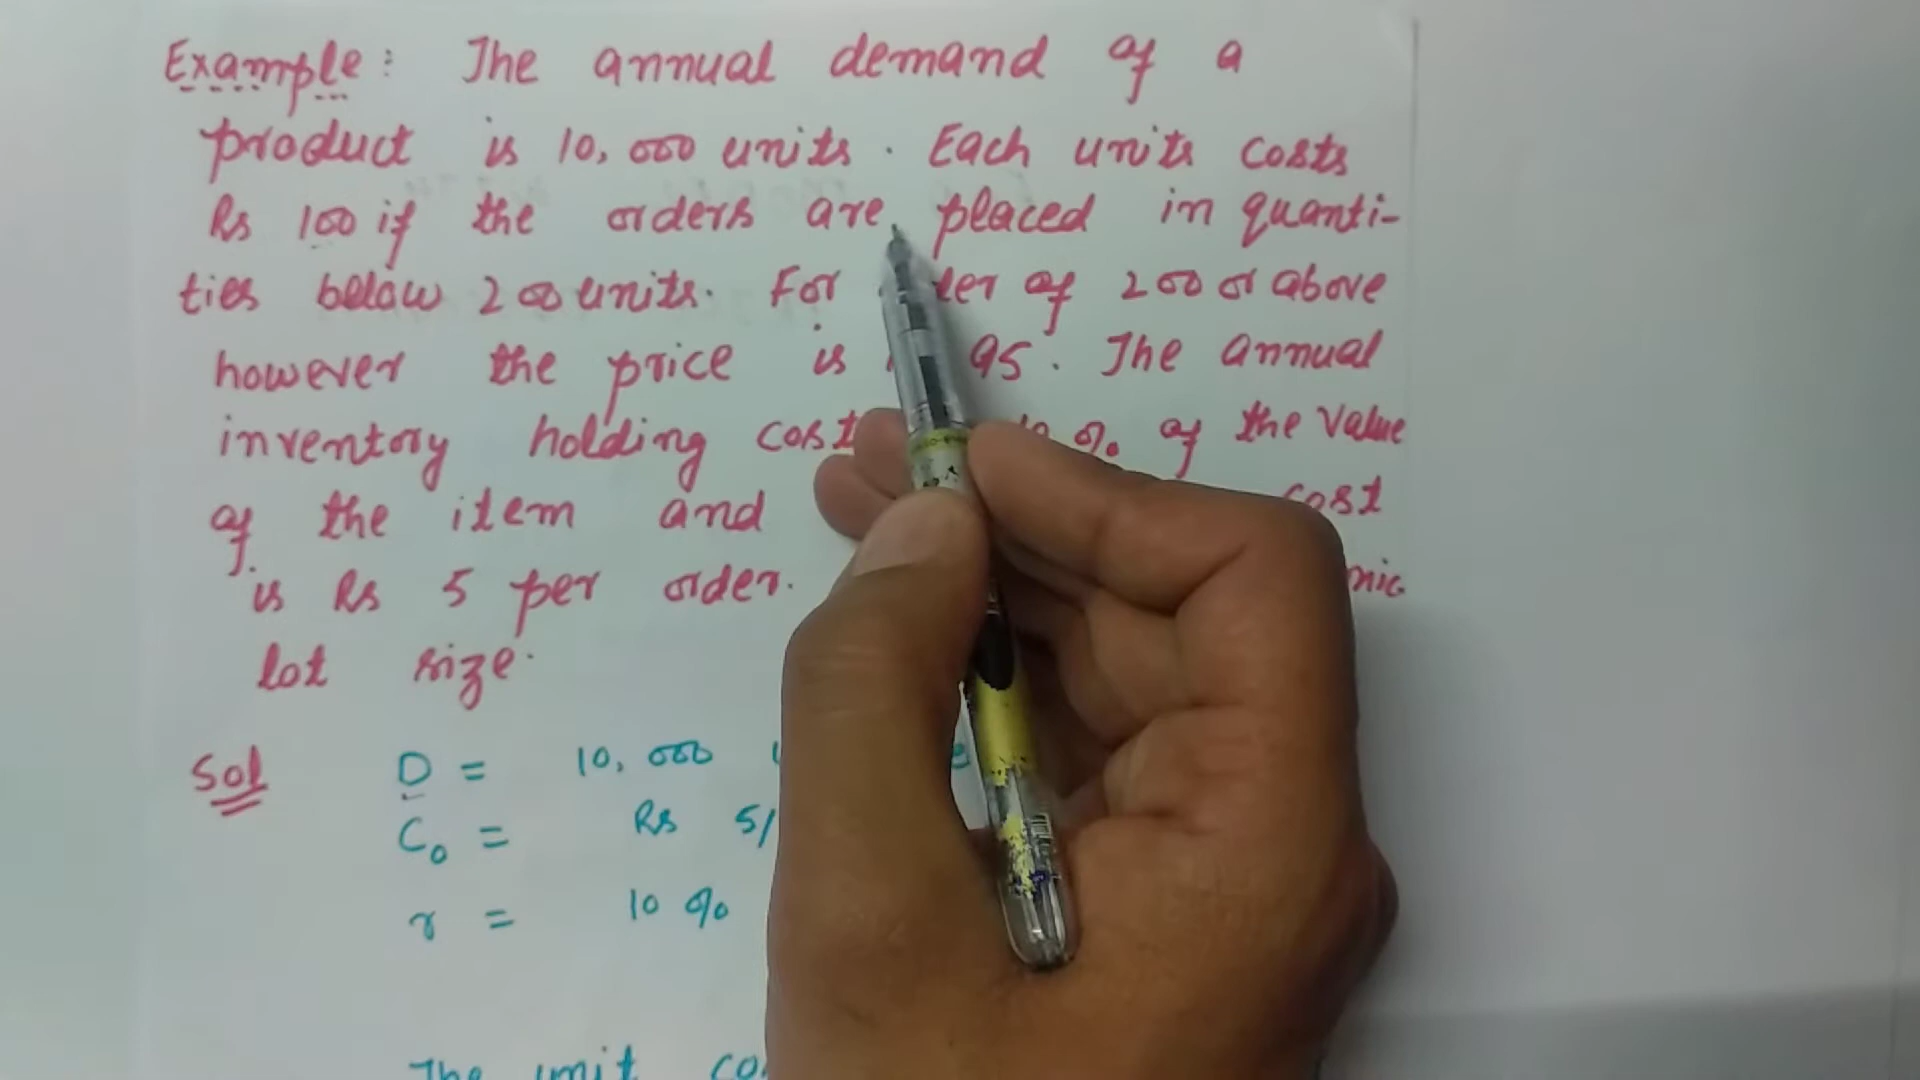 Example: The annual demand of a
product is 10,000 units. Each units costs
Rs 100 if the orders are placed in quanti-
ties below 200 units. For of 200 or above
however the price is 95. The annual
inventory holding cost % of the value
of the item and cost
is Rs 5 per order.
lot size.
Sol D = 10,000
C₀ = Rs 5/
r = 10 %
The unit